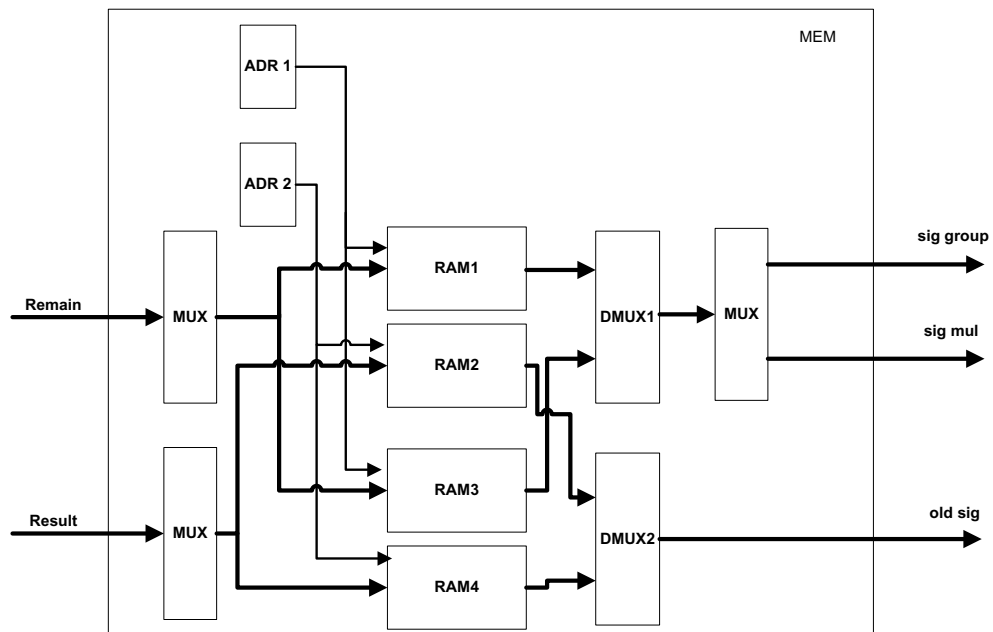 MEM
ADR 1
ADR 2
sig group
RAM1
Remain
MUX
DMUX1
MUX
sig mul
RAM2
RAM3
Result
MUX
DMUX2
old sig
RAM4